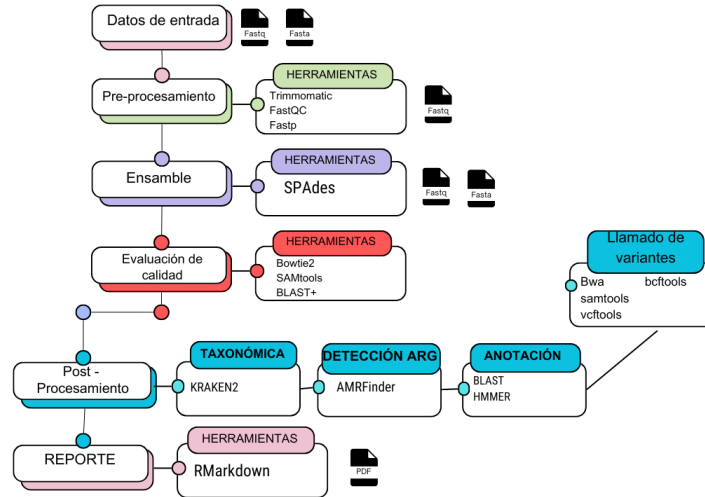 Datos de entrada
Fastq
Fasta
Pre-procesamiento
HERRAMIENTAS
Trimmomatic
FastQC
Fastp
Fastq
Ensamble
HERRAMIENTAS
SPAdes
Fastq
Fasta
Evaluación de
calidad
HERRAMIENTAS
Bowtie2
SAMtools
BLAST+
Llamado de
variantes
Bwa bcftools
samtools
vcftools
Post -
Procesamiento
TAXONÓMICA
KRAKEN2
DETECCIÓN ARG
AMRFinder
ANOTACIÓN
BLAST
HMMER
REPORTE
HERRAMIENTAS
RMarkdown
PDF